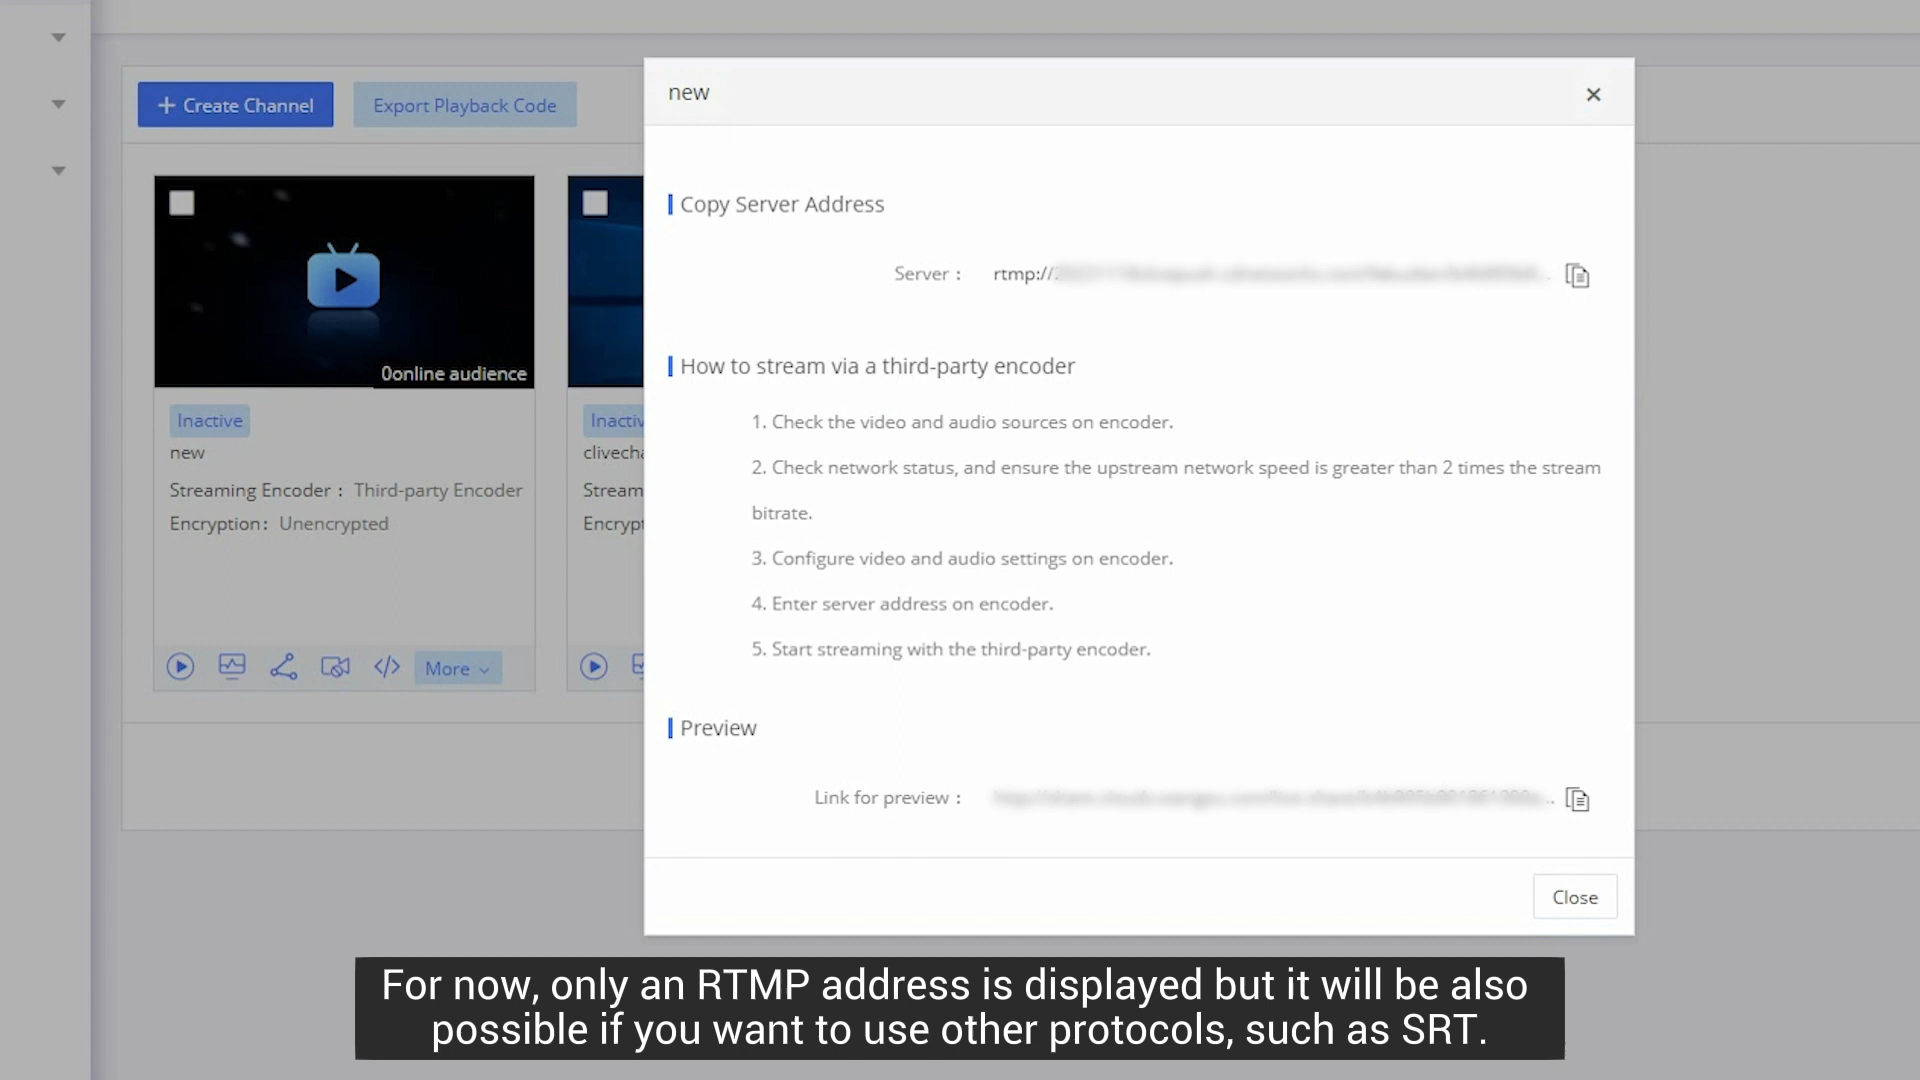 Create Channel
Export Playback Code
0online audience
Inactive
new
Streaming Encoder : Third-party Encoder
Encryption: Unencrypted
More
new
Copy Server Address
Server : rtmp://
How to stream via a third-party encoder
1. Check the video and audio sources on encoder.
2. Check network status, and ensure the upstream network speed is greater than 2 times the stream
bitrate.
3. Configure video and audio settings on encoder.
4. Enter server address on encoder.
5. Start streaming with the third-party encoder.
Preview
Link for preview :
Close
For now, only an RTMP address is displayed but it will be also
possible if you want to use other protocols, such as SRT.